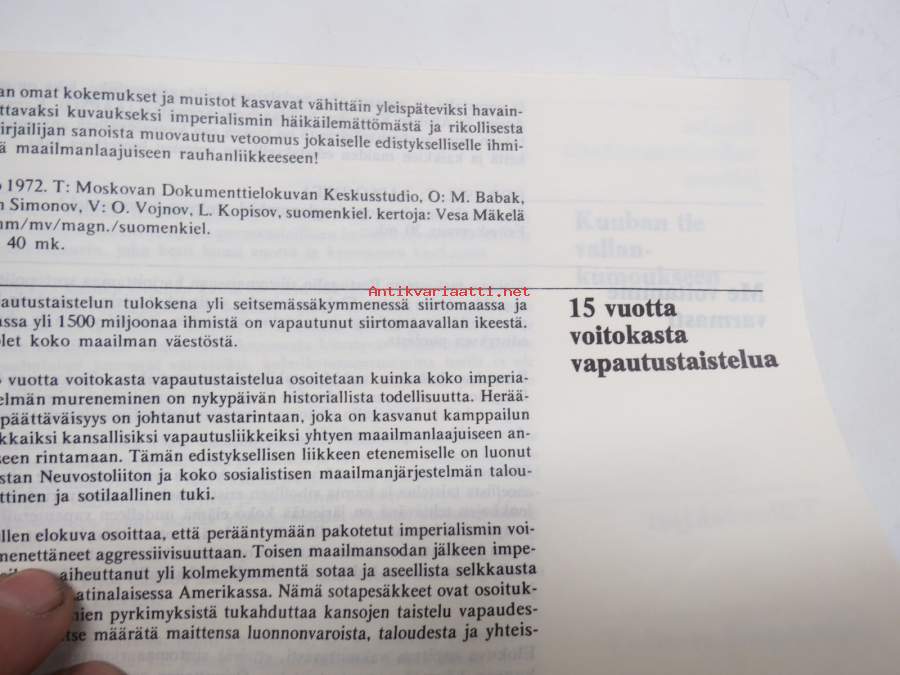 an omat kokemukset ja muistot kasvavat vähittäin yleispäteviksi havain-
ttavaksi kuvaukseksi imperialismin häikäilemättömästä ja rikollisesta
irjailijan sanoista muovautuu vetoomus jokaiselle edistykselliselle ihmi-
ä maailmanlaajuiseen rauhanliikkeeseen!
1972. T: Moskovan Dokumenttielokuvan Keskusstudio, O: M. Babak,
Simonov, V: O. Vojnov, L. Kopisov, suomenkiel. kertoja: Vesa Mäkelä
mm/mv/magn./suomenkiel.
40 mk.
Antikvariaatti.net
autustaistelun tuloksena yli seitsemässäkymmenessä siirtomaassa ja
ssa yli 1500 miljoonaa ihmistä on vapautunut siirtomaavallan ikeestä.
let koko maailman väestöstä.
15 vuotta
voitokasta
vapautustaistelua
vuotta voitokasta vapautustaistelua osoitetaan kuinka koko imperia-
elmän mureneminen on nykypäivän historiallista todellisuutta. Herää-
päättäväisyys on johtanut vastarintaan, joka on kasvanut kamppailun
kkaiksi kansallisiksi vapautusliikkeiksi yhtyen maailmanlaajuiseen an-
seen rintamaan. Tämän edistyksellisen liikkeen etenemiselle on luonut
stan Neuvostoliiton ja koko sosialistisen maailmanjärjestelmän talou-
ttinen ja sotilaallinen tuki.
llen elokuva osoittaa, että perääntymään pakotetut imperialismin voi-
menettäneet aggressiivisuuttaan. Toisen maailmansodan jälkeen impe-
aiheuttanut yli kolmekymmentä sotaa ja aseellista selkkausta
atinalaisessa Amerikassa. Nämä sotapesäkkeet ovat osoituk-
mien pyrkimyksistä tukahduttaa kansojen taistelu vapaudes-
tse määrätä maittensa luonnonvaroista, taloudesta ja yhteis-